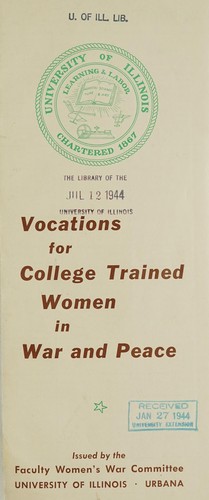 U. OF ILL. LIB.
UNIVERSITY OF ILLINOIS
LEARNING & LABOR
CHARTERED 1867
THE LIBRARY OF THE
JUL 12 1944
UNIVERSITY OF ILLINOIS
Vocations
for
College Trained
Women
in
War and Peace
RECEIVED
JAN 27 1944
UNIVERSITY EXTENSION
Issued by the
Faculty Women's War Committee
UNIVERSITY OF ILLINOIS · URBANA